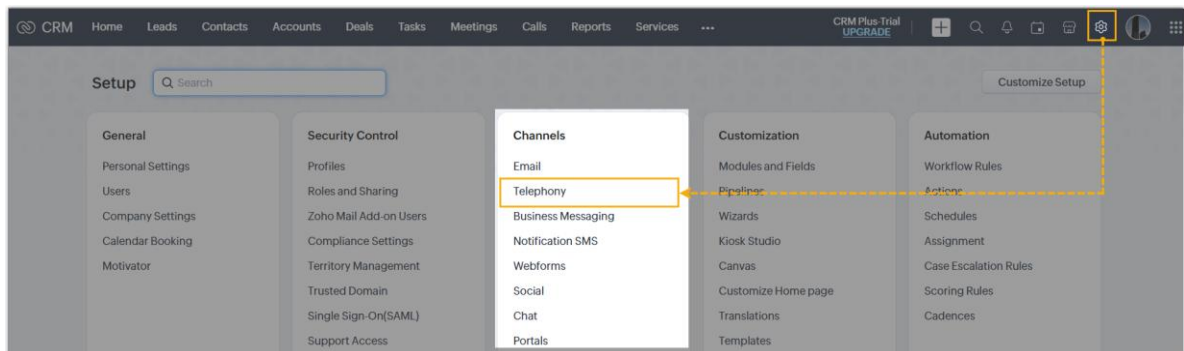 CRM Home Leads Contacts Accounts Deals Tasks Meetings Calls Reports Services ••• CRM Plus-Trial
UPGRADE
Setup Search Customize Setup
General
Personal Settings
Users
Company Settings
Calendar Booking
Motivator
Security Control
Profiles
Roles and Sharing
Zoho Mail Add-on Users
Compliance Settings
Territory Management
Trusted Domain
Single Sign-On(SAML)
Support Access
Channels
Email
Telephony
Business Messaging
Notification SMS
Webforms
Social
Chat
Portals
Customization
Modules and Fields
Pipelines
Wizards
Kiosk Studio
Canvas
Customize Home page
Translations
Templates
Automation
Workflow Rules
Actions
Schedules
Assignment
Case Escalation Rules
Scoring Rules
Cadences